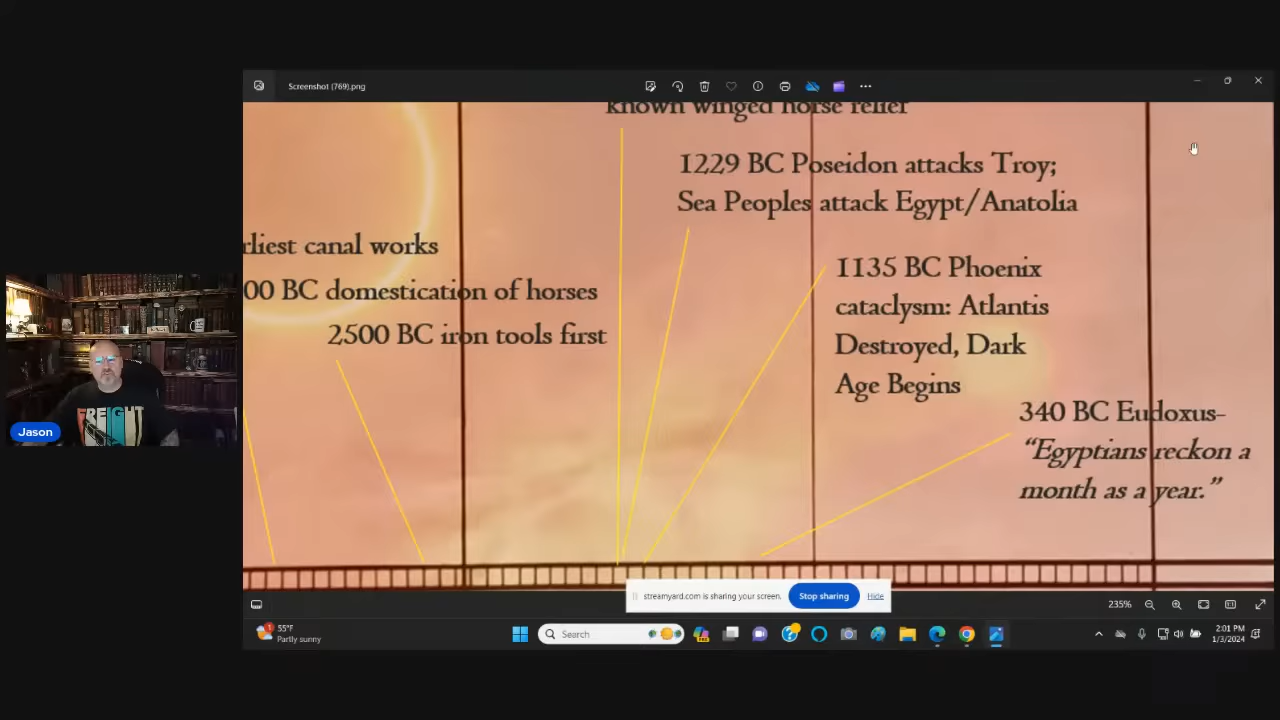 Screenshot (769).png
known winged horse relief
1229 BC Poseidon attacks Troy;
Sea Peoples attack Egypt/Anatolia
rliest canal works
00 BC domestication of horses
2500 BC iron tools first
1135 BC Phoenix
cataclysm: Atlantis
Destroyed, Dark
Age Begins
340 BC Eudoxus-
“Egyptians reckon a
month as a year.”
FREIGHT
Jason
streamyard.com is sharing your screen.
Stop sharing
Hide
235%
1
55°F
Partly sunny
Search
2:01 PM
1/3/2024